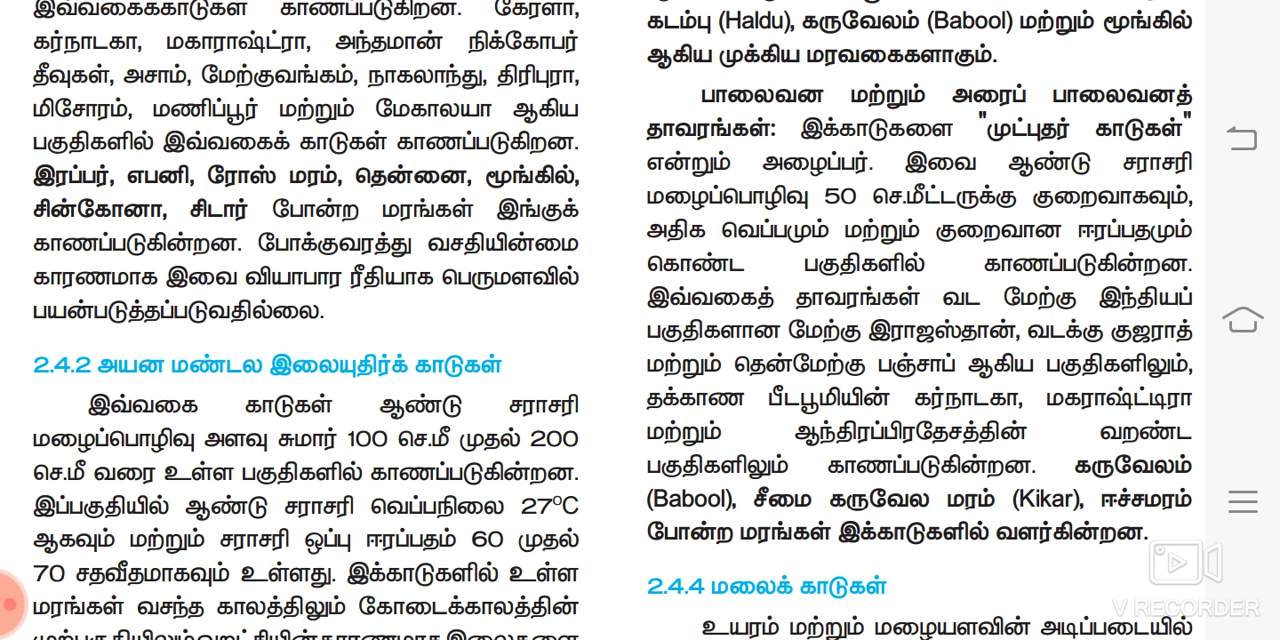 இவ்வகைக்காடுகள் காணப்படுகிறன. கேரளா,
கர்நாடகா, மகாராஷ்ட்ரா, அந்தமான் நிக்கோபர்
தீவுகள், அசாம், மேற்குவங்கம், நாகலாந்து, திரிபுரா,
மிசோரம், மணிப்பூர் மற்றும் மேகாலயா ஆகிய
பகுதிகளில் இவ்வகைக் காடுகள் காணப்படுகிறன.
இரப்பர், எபனி, ரோஸ் மரம், தென்னை, மூங்கில்,
சின்கோனா, சிடார் போன்ற மரங்கள் இங்குக்
காணப்படுகின்றன. போக்குவரத்து வசதியின்மை
காரணமாக இவை வியாபார ரீதியாக பெருமளவில்
பயன்படுத்தப்படுவதில்லை.
2.4.2 அயன மண்டல இலையுதிர்க் காடுகள்
இவ்வகை காடுகள் ஆண்டு சராசரி
மழைப்பொழிவு அளவு சுமார் 100 செ.மீ முதல் 200
செ.மீ வரை உள்ள பகுதிகளில் காணப்படுகின்றன.
இப்பகுதியில் ஆண்டு சராசரி வெப்பநிலை 27°C
ஆகவும் மற்றும் சராசரி ஒப்பு ஈரப்பதம் 60 முதல்
70 சதவீதமாகவும் உள்ளது. இக்காடுகளில் உள்ள
மரங்கள் வசந்த காலத்திலும் கோடைக்காலத்தின்
முற்பகுதியிலும் வறட்சியின் காரணமாக இலைகளை
கடம்பு (Haldu), கருவேலம் (Babool) மற்றும் மூங்கில்
ஆகிய முக்கிய மரவகைகளாகும்.
பாலைவன மற்றும் அரைப் பாலைவனத்
தாவரங்கள்: இக்காடுகளை "முட்புதர் காடுகள்"
என்றும் அழைப்பர். இவை ஆண்டு சராசரி
மழைப்பொழிவு 50 செ.மீட்டருக்கு குறைவாகவும்,
அதிக வெப்பமும் மற்றும் குறைவான ஈரப்பதமும்
கொண்ட பகுதிகளில் காணப்படுகின்றன.
இவ்வகைத் தாவரங்கள் வட மேற்கு இந்தியப்
பகுதிகளான மேற்கு இராஜஸ்தான், வடக்கு குஜராத்
மற்றும் தென்மேற்கு பஞ்சாப் ஆகிய பகுதிகளிலும்,
தக்காண பீடபூமியின் கர்நாடகா, மகராஷ்ட்டிரா
மற்றும் ஆந்திரப்பிரதேசத்தின் வறண்ட
பகுதிகளிலும் காணப்படுகின்றன. கருவேலம்
(Babool), சீமை கருவேல மரம் (Kikar), ஈச்சமரம்
போன்ற மரங்கள் இக்காடுகளில் வளர்கின்றன.
2.4.4 மலைக் காடுகள்
உயரம் மற்றும் மழையளவின் அடிப்படையில்
V RECORDER